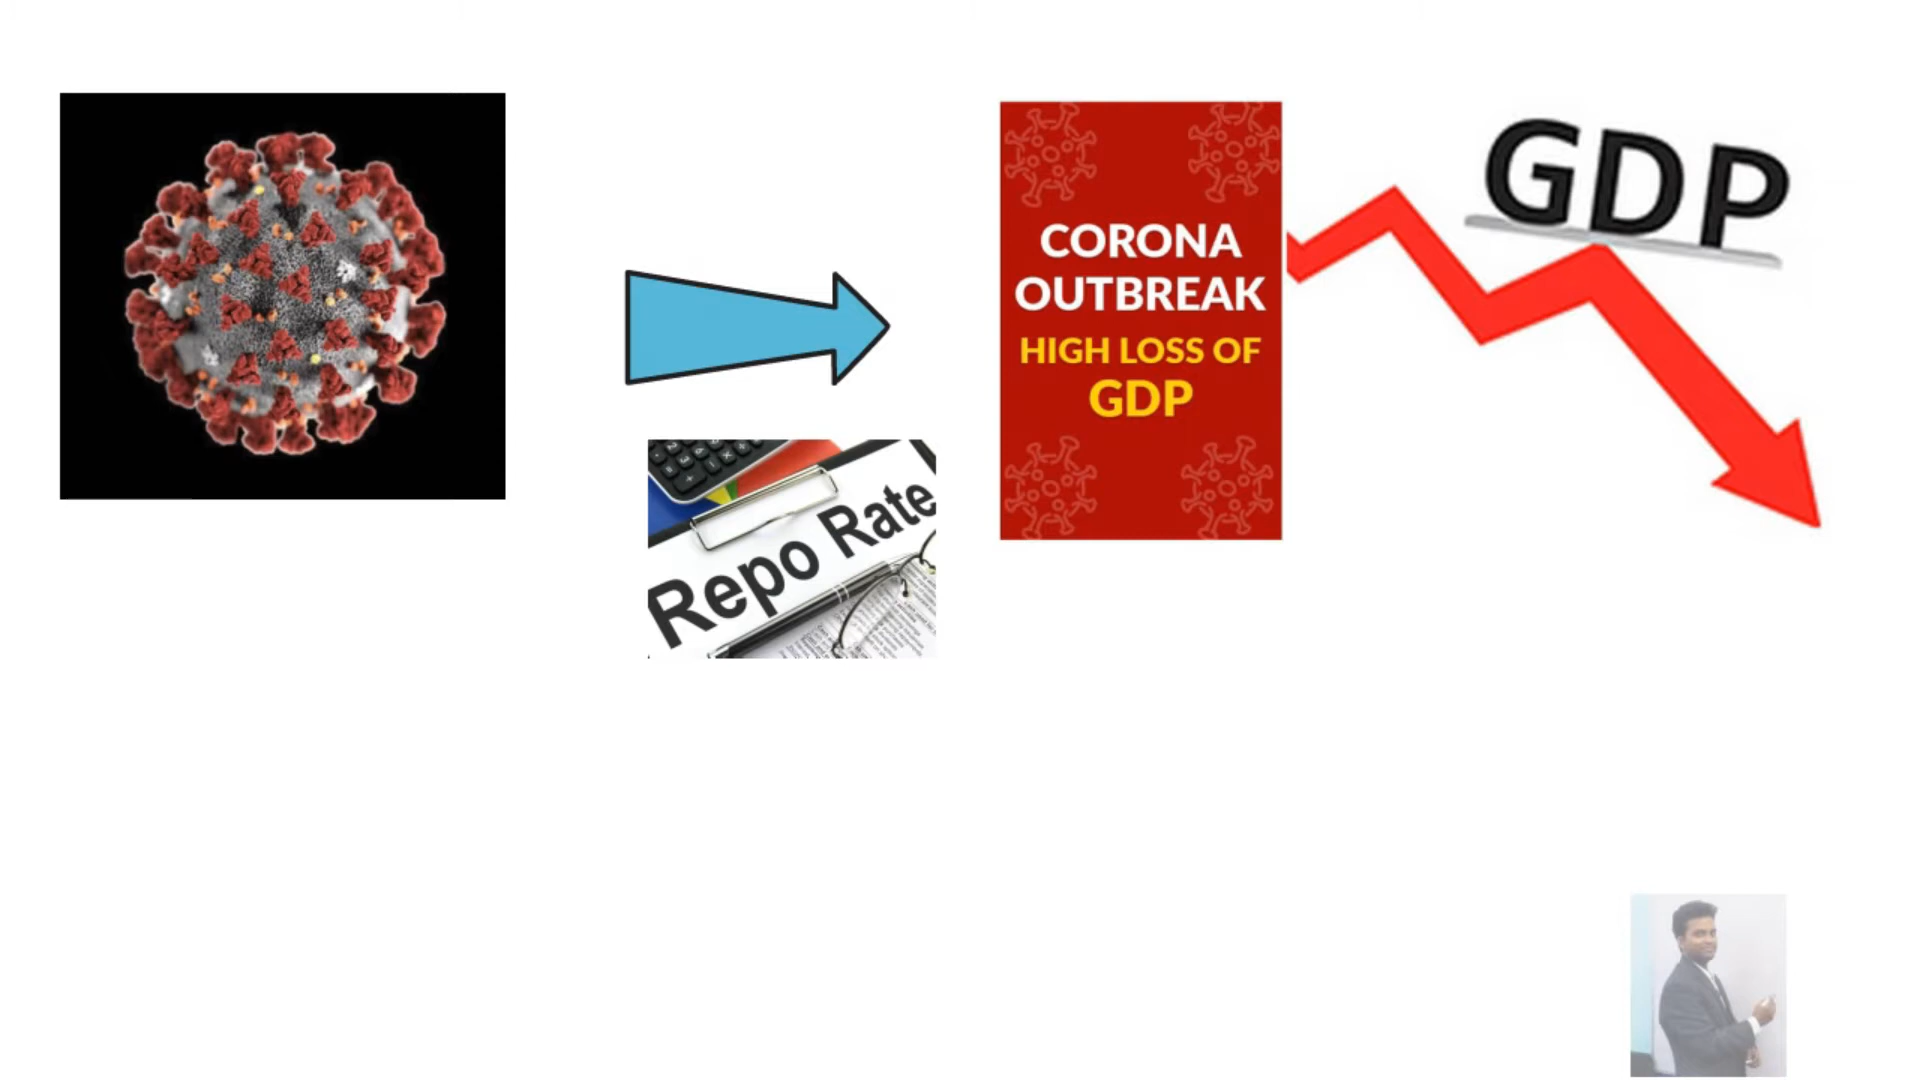 CORONA
OUTBREAK
HIGH LOSS OF
GDP
GDP
Repo Rate